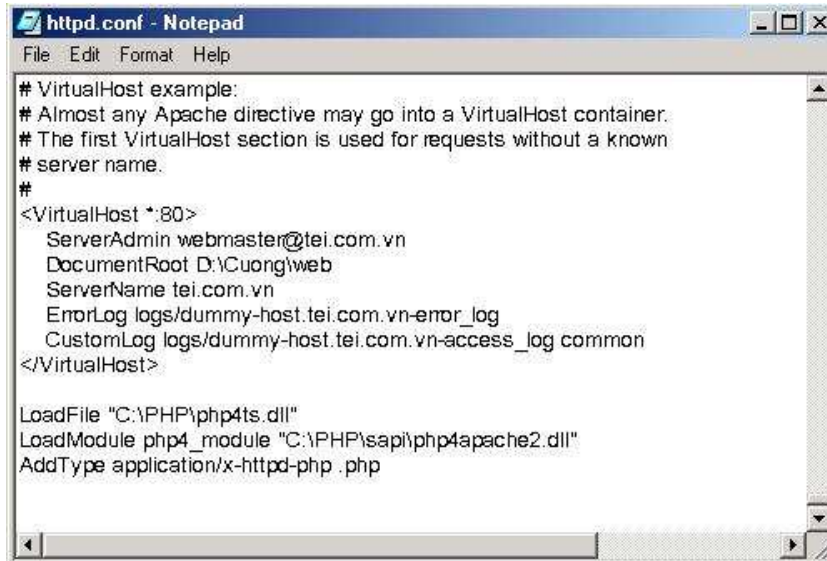 httpd.conf - Notepad
File Edit Format Help
# VirtualHost example:
# Almost any Apache directive may go into a VirtualHost container.
# The first VirtualHost section is used for requests without a known
# server name.
#
<VirtualHost *:80>
ServerAdmin webmaster@tei.com.vn
DocumentRoot D:\Cuong\web
ServerName tei.com.vn
ErrorLog logs/dummy-host.tei.com.vn-error_log
CustomLog logs/dummy-host.tei.com.vn-access_log common
</VirtualHost>
LoadFile "C:\PHP\php4ts.dll"
LoadModule php4_module "C:\PHP\sapi\php4apache2.dll"
AddType application/x-httpd-php .php